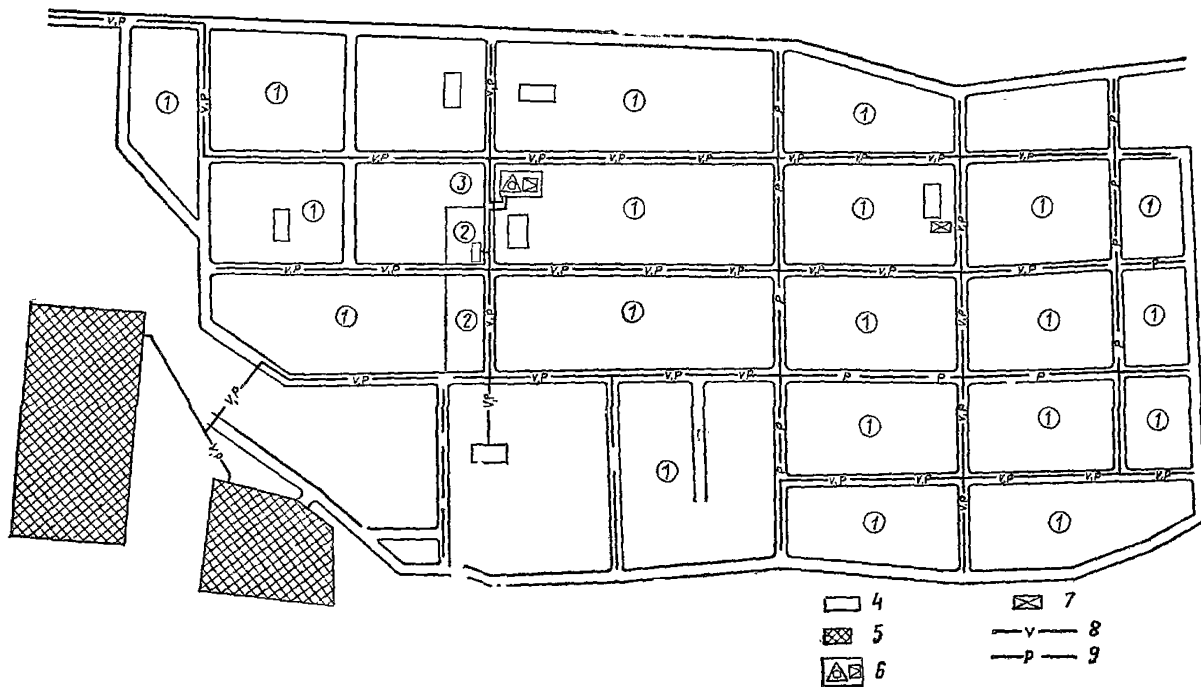 v,p
1 v,p 1 v,p 1 p 1 p p
v,p v,p v,p v,p v,p v,p v,p v,p
3
1 1 p 1 1 p 1
2 v,p
p
v,p v,p v,p v,p v,p v,p v,p v,p p
1 2 v,p 1 p 1 v,p 1 p 1
v,p v,p v,p v,p p p p
v,p
p 1 v,p 1 1
v,p 1 p
v,p v,p v,p v,p v,p
1 v,p 1
4 7
5 v 8
6 p 9